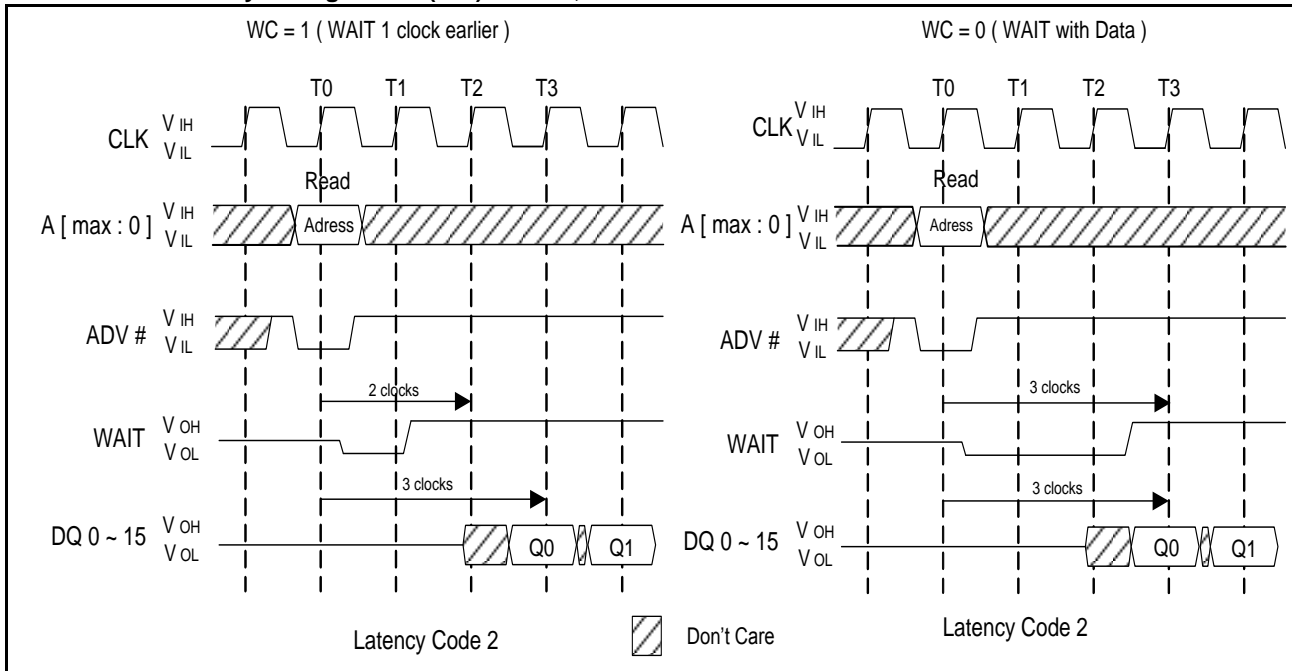 WC = 1 ( WAIT 1 clock earlier )
T0 T1 T2 T3
CLK V IH
V IL
Read
A [ max : 0 ] V IH
V IL
Adress
ADV # V IH
V IL
2 clocks
WAIT V OH
V OL
3 clocks
DQ 0 ~ 15 V OH
V OL
Q0 Q1
Latency Code 2
WC = 0 ( WAIT with Data )
T0 T1 T2 T3
CLK V IH
V IL
Read
A [ max : 0 ] V IH
V IL
Adress
ADV # V IH
V IL
3 clocks
WAIT V OH
V OL
3 clocks
DQ 0 ~ 15 V OH
V OL
Q0 Q1
Latency Code 2
Don't Care